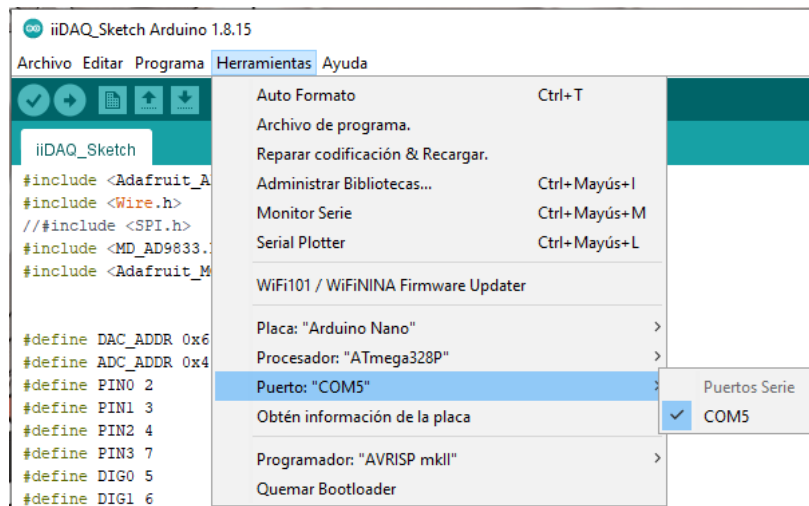 iiDAQ_Sketch Arduino 1.8.15
Archivo Editar Programa Herramientas Ayuda
iiDAQ_Sketch
#include <Adafruit_A
#include <Wire.h>
//#include <SPI.h>
#include <MD_AD9833.
#include <Adafruit_M
#define DAC_ADDR 0x6
#define ADC_ADDR 0x4
#define PIN0 2
#define PIN1 3
#define PIN2 4
#define PIN3 7
#define DIG0 5
#define DIG1 6
Auto Formato Ctrl+T
Archivo de programa.
Reparar codificación & Recargar.
Administrar Bibliotecas... Ctrl+Mayús+I
Monitor Serie Ctrl+Mayús+M
Serial Plotter Ctrl+Mayús+L
WiFi101 / WiFiNINA Firmware Updater
Placa: "Arduino Nano"
Procesador: "ATmega328P"
Puerto: "COM5"
Obtén información de la placa
Programador: "AVRISP mkII"
Quemar Bootloader
Puertos Serie
COM5